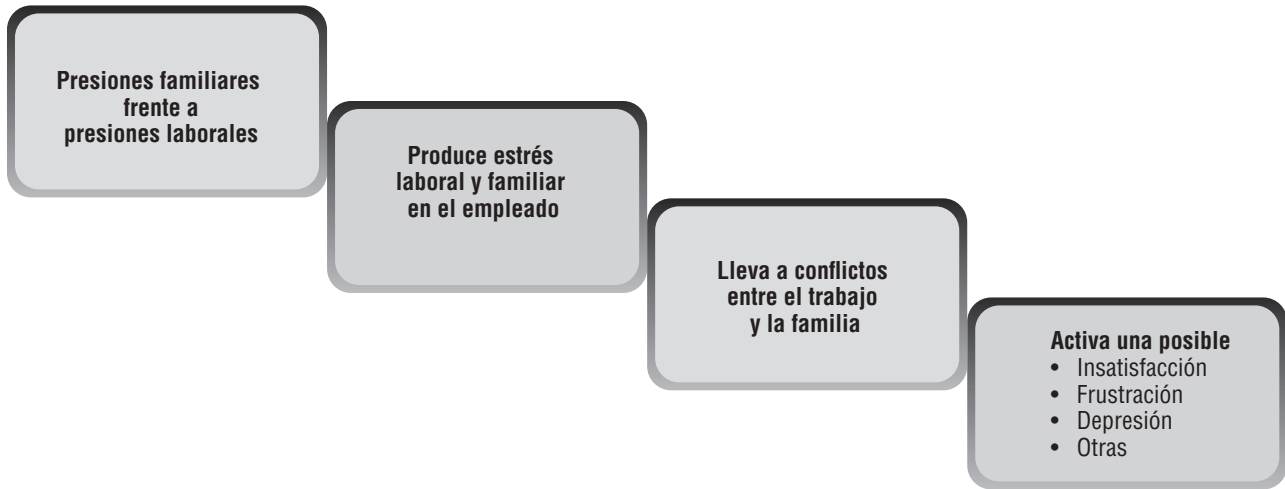 Presiones familiares
frente a
presiones laborales
Produce estrés
laboral y familiar
en el empleado
Lleva a conflictos
entre el trabajo
y la familia
Activa una posible
• Insatisfacción
• Frustración
• Depresión
• Otras